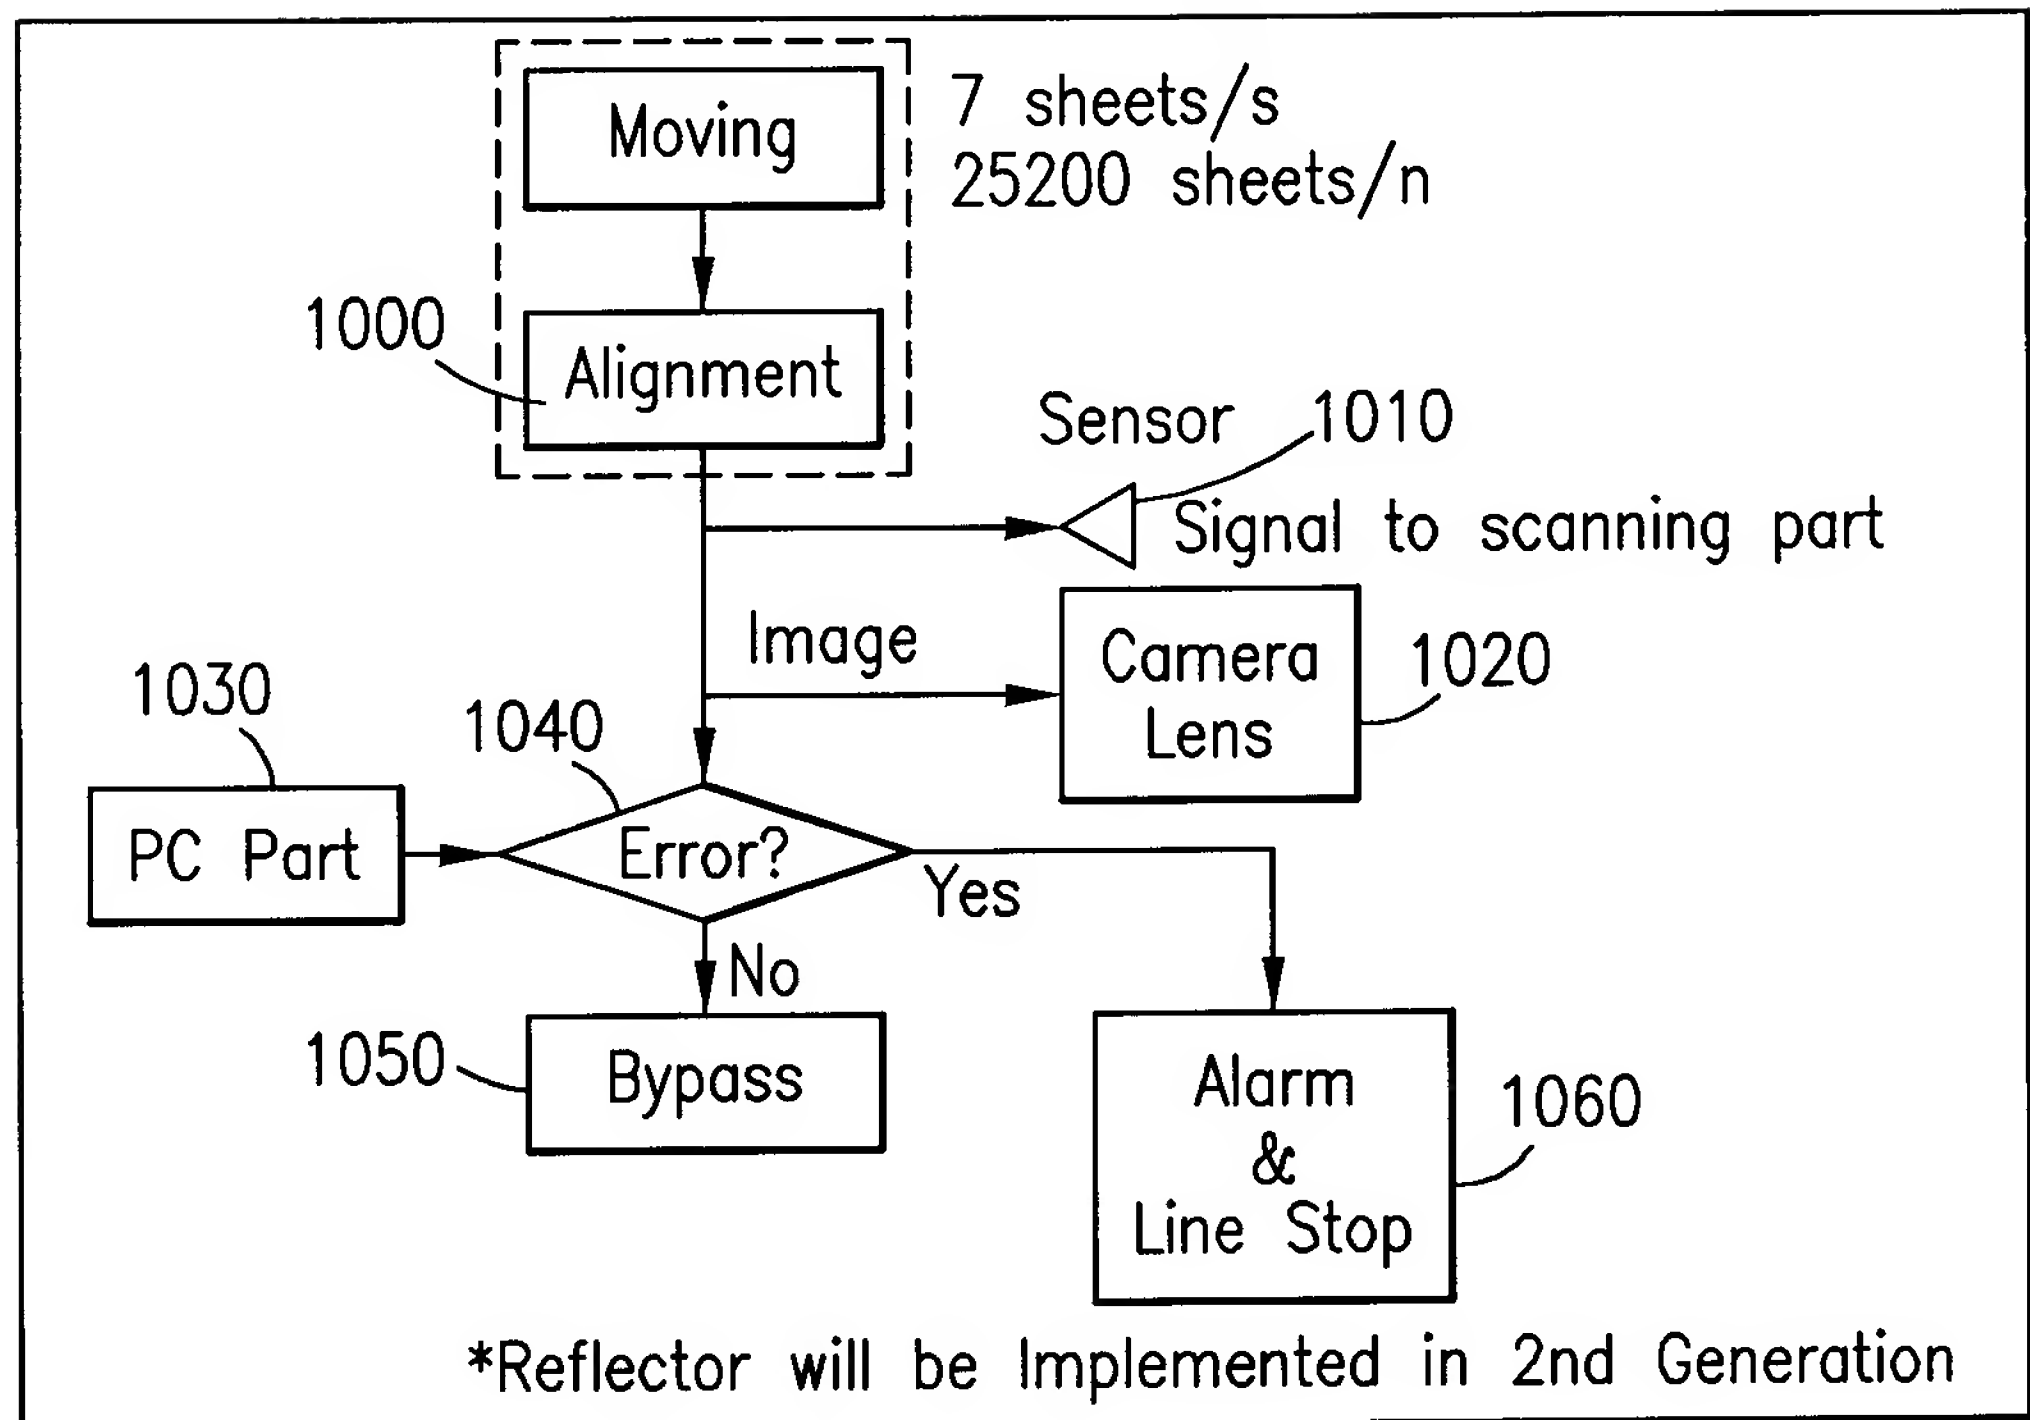 Moving
7 sheets/s
25200 sheets/n
1000
Alignment
Sensor
1010
Signal to scanning part
Image
Camera
Lens
1020
1030
1040
PC Part
Error?
Yes
No
1050
Bypass
Alarm
&
Line Stop
1060
*Reflector will be Implemented in 2nd Generation